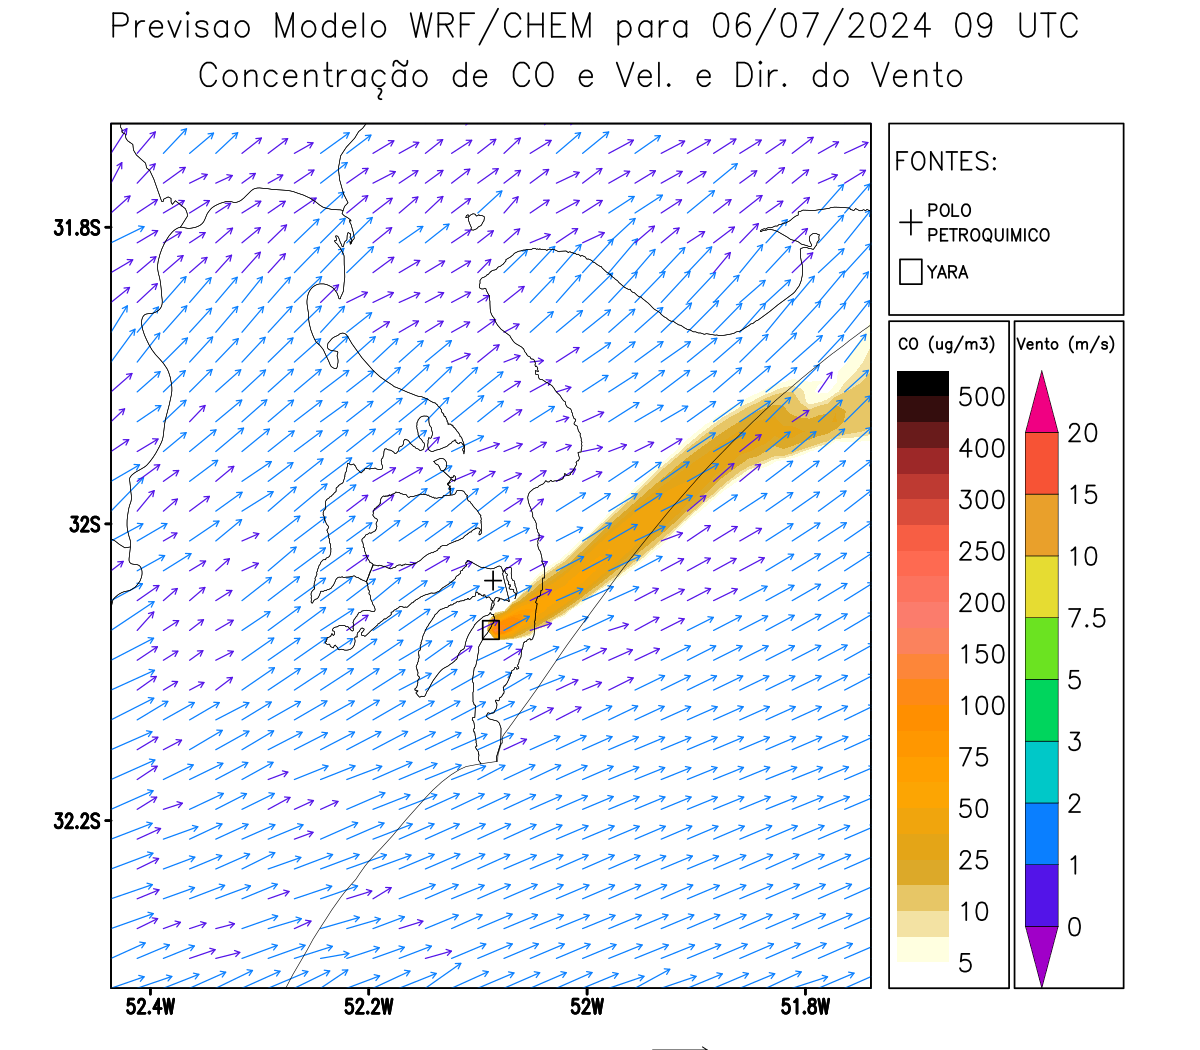 Previsao Modelo WRF/CHEM para 06/07/2024 09 UTC
Concentração de CO e Vel. e Dir. do Vento
FONTES:
POLO
PETROQUIMICO
YARA
31.8S
32S
32.2S
52.4W
52.2W
52W
51.8W
CO (ug/m3)
500
400
300
250
200
150
100
75
50
25
10
5
Vento (m/s)
20
15
10
7.5
5
3
2
1
0